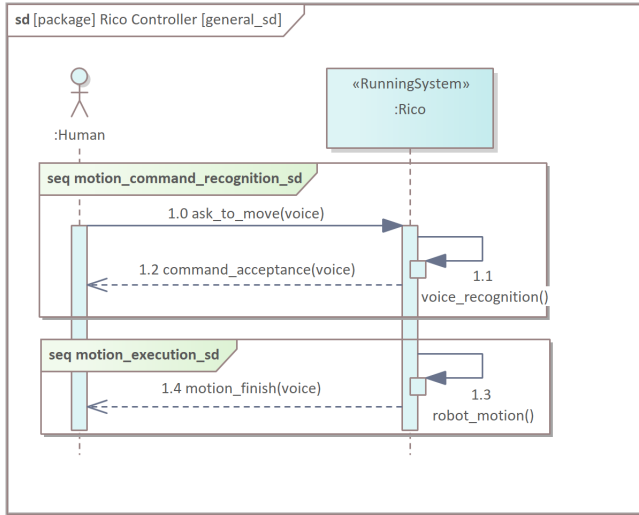 sd [package] Rico Controller [general_sd]
«RunningSystem»
:Rico
:Human
seq motion_command_recognition_sd
1.0 ask_to_move(voice)
1.2 command_acceptance(voice)
1.1
voice_recognition()
seq motion_execution_sd
1.4 motion_finish(voice)
1.3
robot_motion()